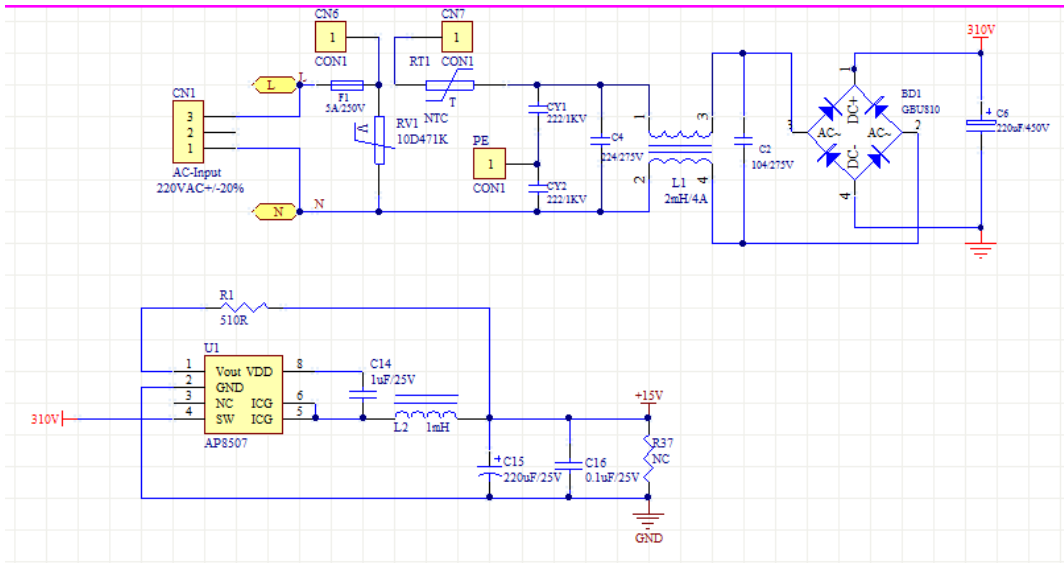 CN6
1
CON1
CN7
1
CON1
RT1
T
NTC
310V
L
L
F1
5A/250V
CN1
3
2
1
AC-Input
220VAC+/-20%
RV1
10D471K
CY1
222/1KV
PE
1
CON1
CY2
222/1KV
C4
224/275V
1
3
2
4
L1
2mH/4A
C2
104/275V
BD1
GBU810
1
DC+
3
AC~
AC~
2
DC-
4
C6
220uF/450V
+
N
N
R1
510R
U1
1
Vout
VDD
8
2
GND
3
NC
ICG
6
4
SW
ICG
5
AP8507
310V
C14
1uF/25V
L2
1mH
+15V
+
C15
220uF/25V
C16
0.1uF/25V
R37
NC
GND